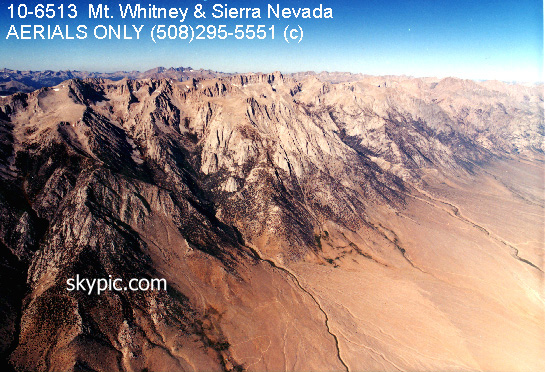 10-6513 Mt. Whitney & Sierra Nevada
AERIALS ONLY (508)295-5551 (c)
skypic.com